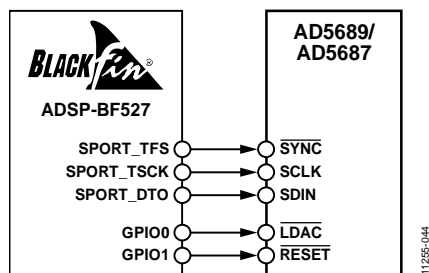 BLACKfin
ADSP-BF527
AD5689/
AD5687
SPORT_TFS
SYNC
SPORT_TSCK
SCLK
SPORT_DTO
SDIN
GPIO0
LDAC
GPIO1
RESET
11255-044